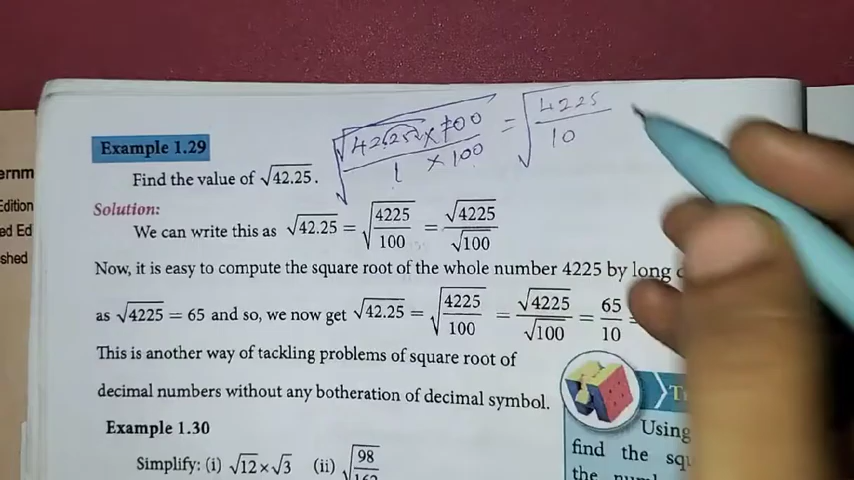 √(42.25 × 100 / 1 × 100) = √(4225 / 10)
Example 1.29
Find the value of √42.25.
Solution:
We can write this as √42.25 = √(4225/100) = √4225/√100
Now, it is easy to compute the square root of the whole number 4225 by long
as √4225 = 65 and so, we now get √42.25 = √(4225/100) = √4225/√100 = 65/10 =
This is another way of tackling problems of square root of
decimal numbers without any botheration of decimal symbol.
Example 1.30
Simplify: (i) √12×√3 (ii)
Using
find the
the
Edition